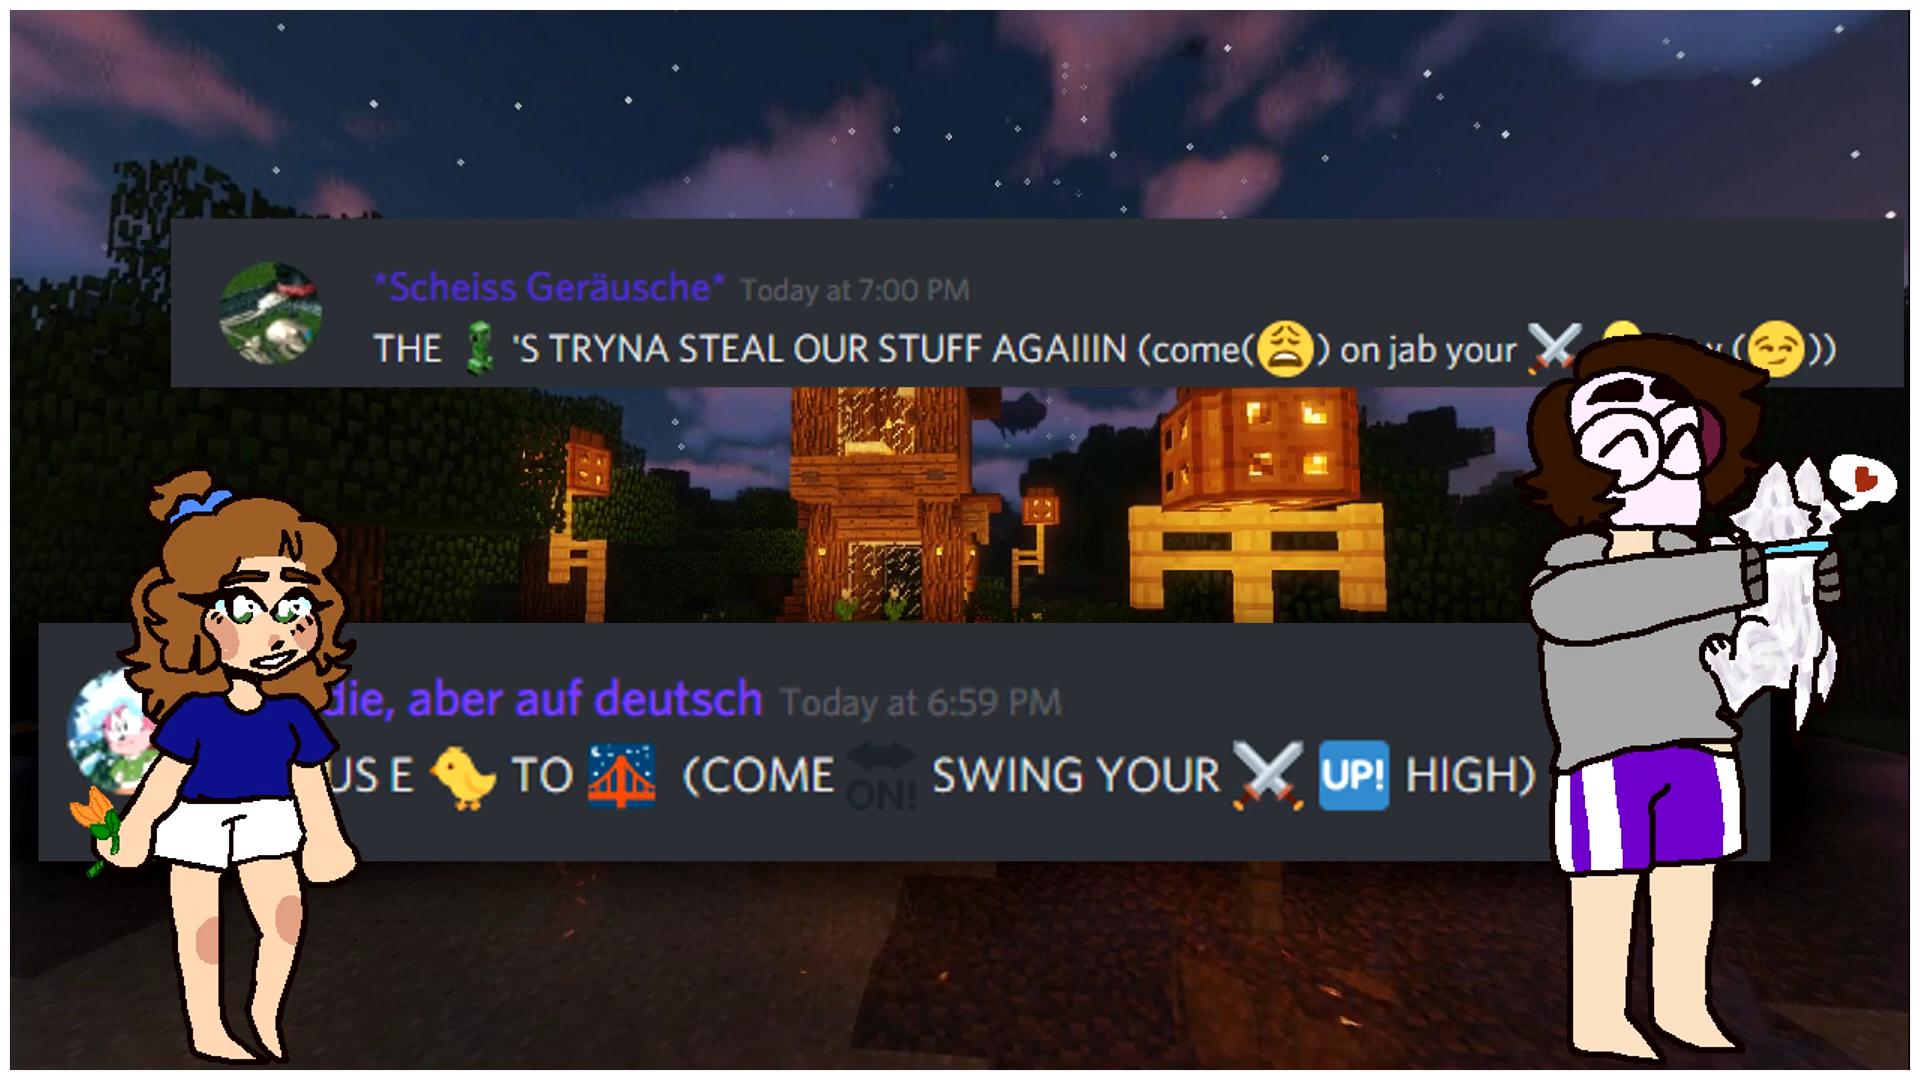 *Scheiss Geräusche* Today at 7:00 PM
THE 'S TRYNA STEAL OUR STUFF AGAIIIN (come(😩) on jab your ⚔️ (😏))
die, aber auf deutsch Today at 6:59 PM
US E 🐤 TO 🌉 (COME ON! SWING YOUR ⚔️ UP! HIGH)